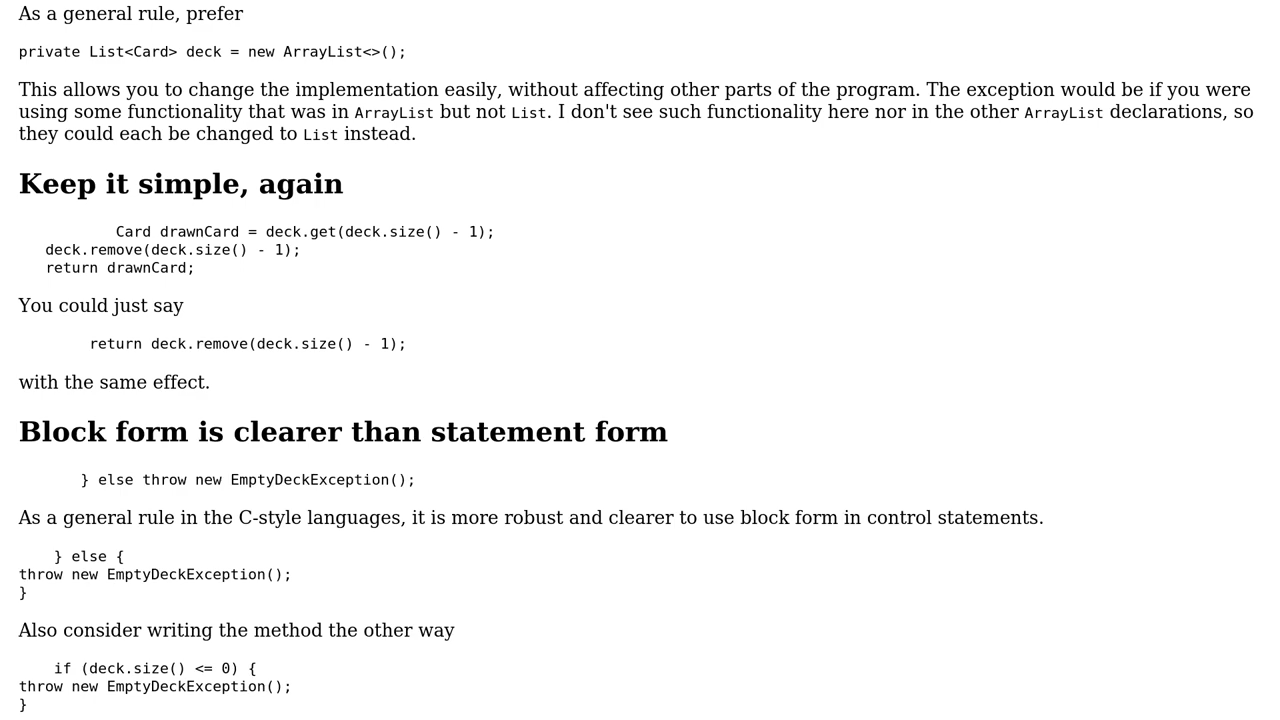 As a general rule, prefer
private List<Card> deck = new ArrayList<>();
This allows you to change the implementation easily, without affecting other parts of the program. The exception would be if you were
using some functionality that was in ArrayList but not List. I don't see such functionality here nor in the other ArrayList declarations, so
they could each be changed to List instead.
Keep it simple, again
Card drawnCard = deck.get(deck.size() - 1);
deck.remove(deck.size() - 1);
return drawnCard;
You could just say
return deck.remove(deck.size() - 1);
with the same effect.
Block form is clearer than statement form
} else throw new EmptyDeckException();
As a general rule in the C-style languages, it is more robust and clearer to use block form in control statements.
} else {
throw new EmptyDeckException();
}
Also consider writing the method the other way
if (deck.size() <= 0) {
throw new EmptyDeckException();
}